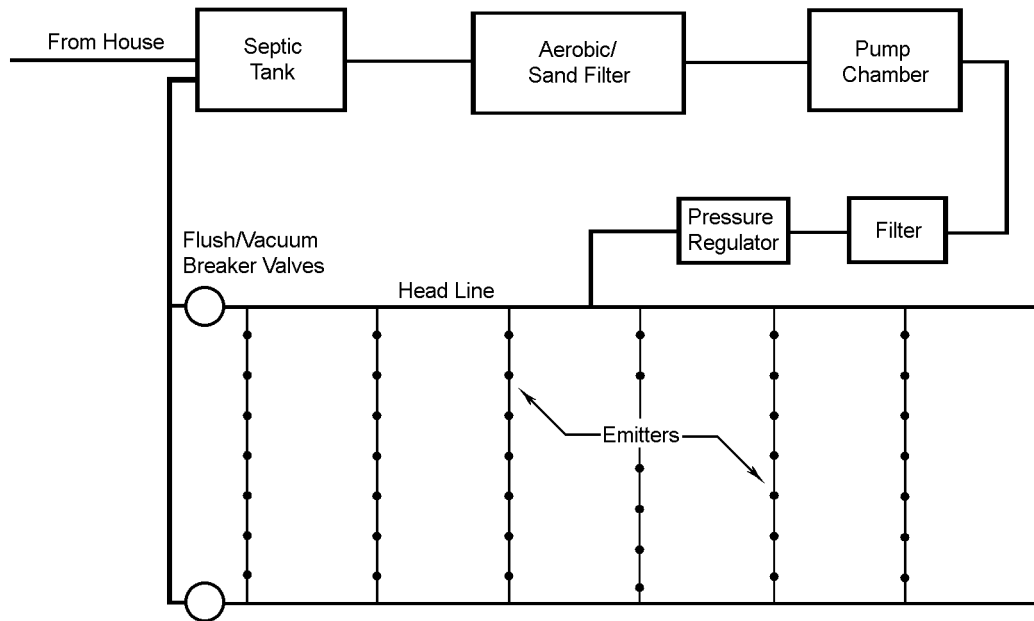 From House
Septic
Tank
Aerobic/
Sand Filter
Pump
Chamber
Pressure
Regulator
Filter
Flush/Vacuum
Breaker Valves
Head Line
Emitters